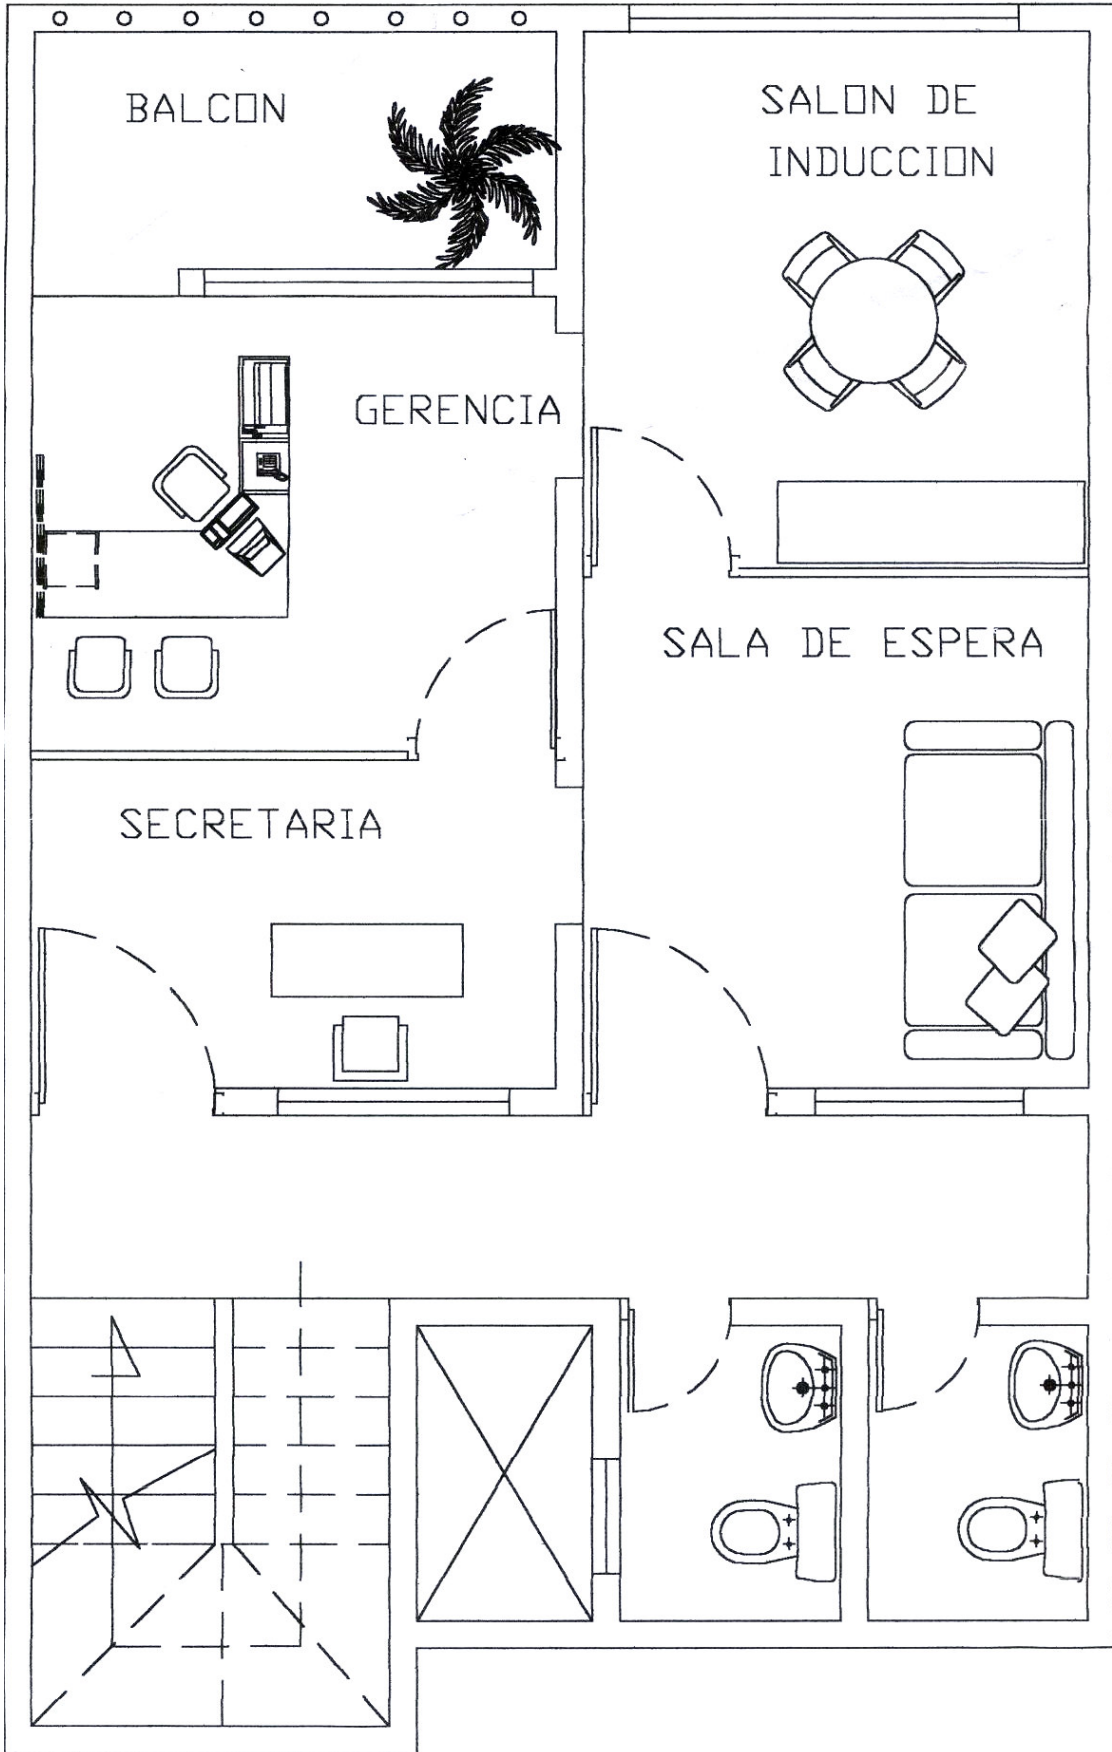 BALCON
SALON DE
INDUCCION
GERENCIA
SALA DE ESPERA
SECRETARIA